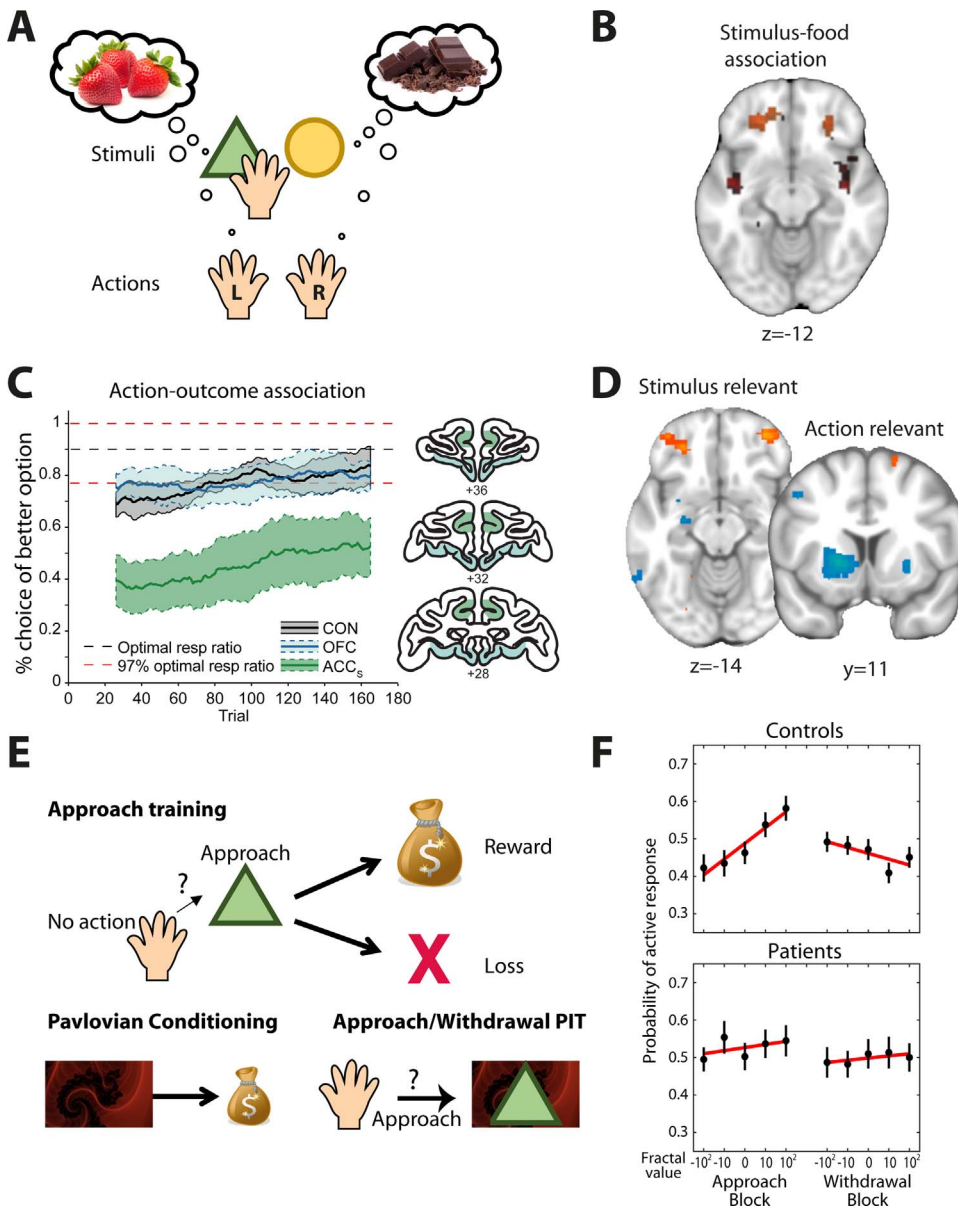 A
Stimuli
Actions
L
R
B
Stimulus-food
association
z=-12
C
Action-outcome association
% choice of better option
1
0.8
0.6
0.4
0.2
0
Optimal resp ratio
97% optimal resp ratio
CON
OFC
ACCs
0 20 40 60 80 100 120 140 160 180
Trial
+36
+32
+28
D
Stimulus relevant
Action relevant
z=-14
y=11
E
Approach training
Approach
?
No action
$
Reward
X
Loss
Pavlovian Conditioning
$
Approach/Withdrawal PIT
?
Approach
F
Controls
Probability of active response
0.7
0.6
0.5
0.4
0.3
Patients
0.7
0.6
0.5
0.4
0.3
Fractal
value
-10² -10 0 10 10² -10² -10 0 10 10²
Approach
Block
Withdrawal
Block